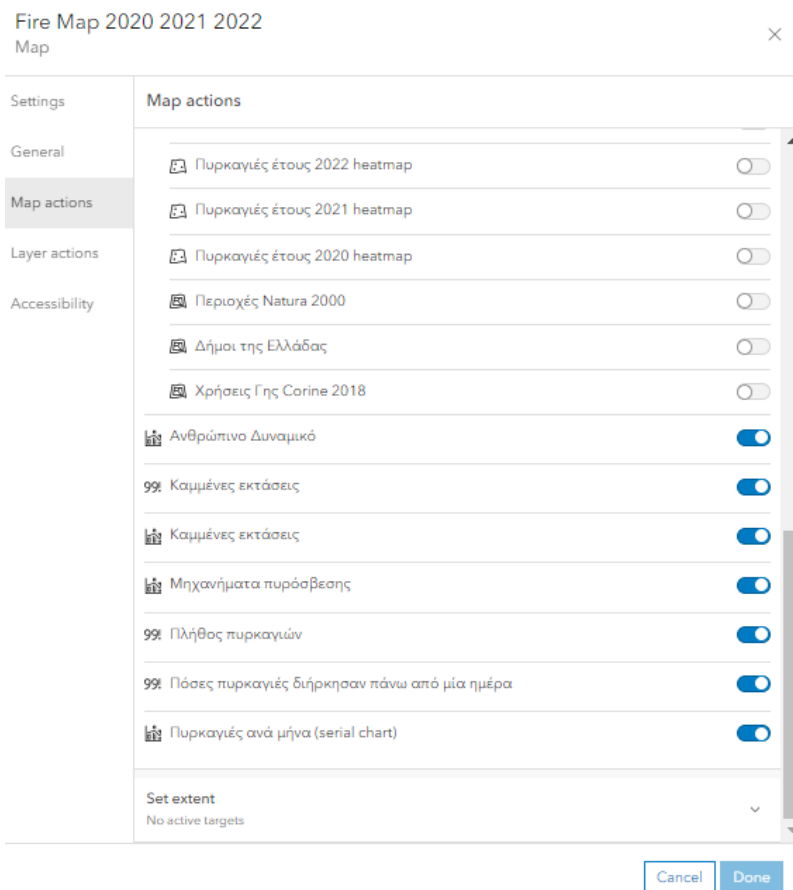 Fire Map 2020 2021 2022
Map
Settings
General
Map actions
Layer actions
Accessibility
Map actions
Πυρκαγιές έτους 2022 heatmap
Πυρκαγιές έτους 2021 heatmap
Πυρκαγιές έτους 2020 heatmap
Περιοχές Natura 2000
Δήμοι της Ελλάδας
Χρήσεις Γης Corine 2018
Ανθρώπινο Δυναμικό
99! Καμμένες εκτάσεις
Καμμένες εκτάσεις
Μηχανήματα πυρόσβεσης
99! Πλήθος πυρκαγιών
99! Πόσες πυρκαγιές διήρκησαν πάνω από μία ημέρα
Πυρκαγιές ανά μήνα (serial chart)
Set extent
No active targets
Cancel Done